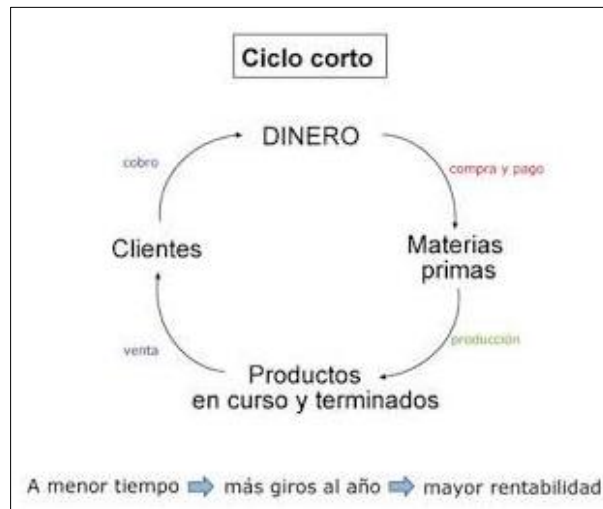 Ciclo corto
DINERO
cobro
compra y pago
Clientes
Materias
primas
venta
producción
Productos
en curso y terminados
A menor tiempo más giros al año mayor rentabilidad